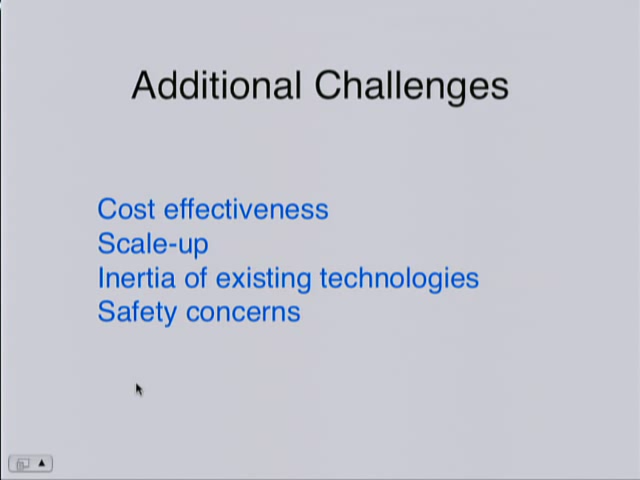 Additional Challenges
Cost effectiveness
Scale-up
Inertia of existing technologies
Safety concerns